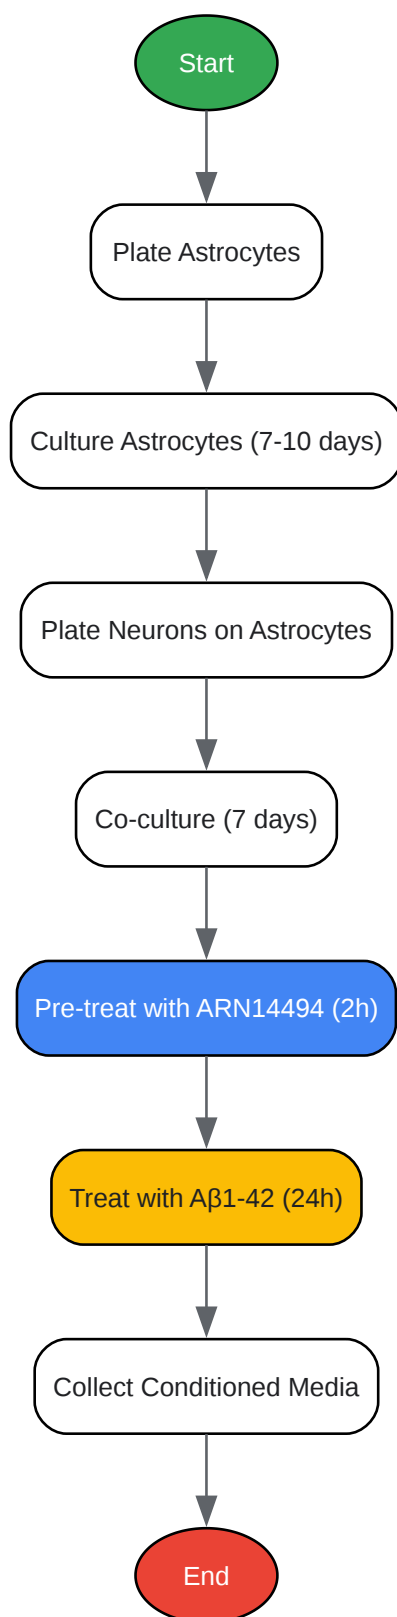 Start
Plate Astrocytes
Culture Astrocytes (7-10 days)
Plate Neurons on Astrocytes
Co-culture (7 days)
Pre-treat with ARN14494 (2h)
Treat with Aβ1-42 (24h)
Collect Conditioned Media
End